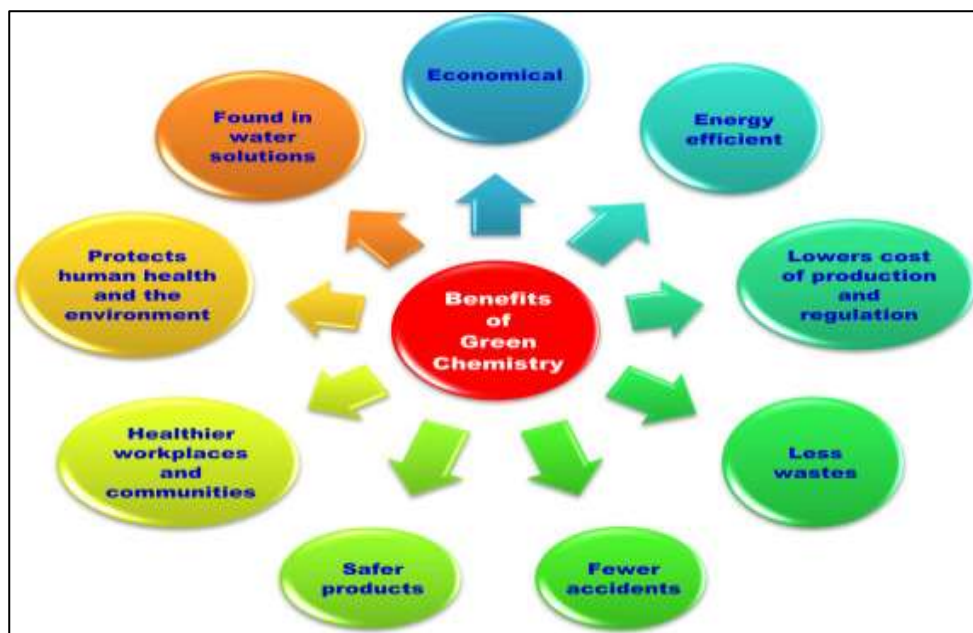 Economical
Energy
efficient
Lowers cost
of production
and
regulation
Less
wastes
Fewer
accidents
Safer
products
Healthier
workplaces
and
communities
Protects
human health
and the
environment
Found in
water
solutions
Benefits
of
Green
Chemistry